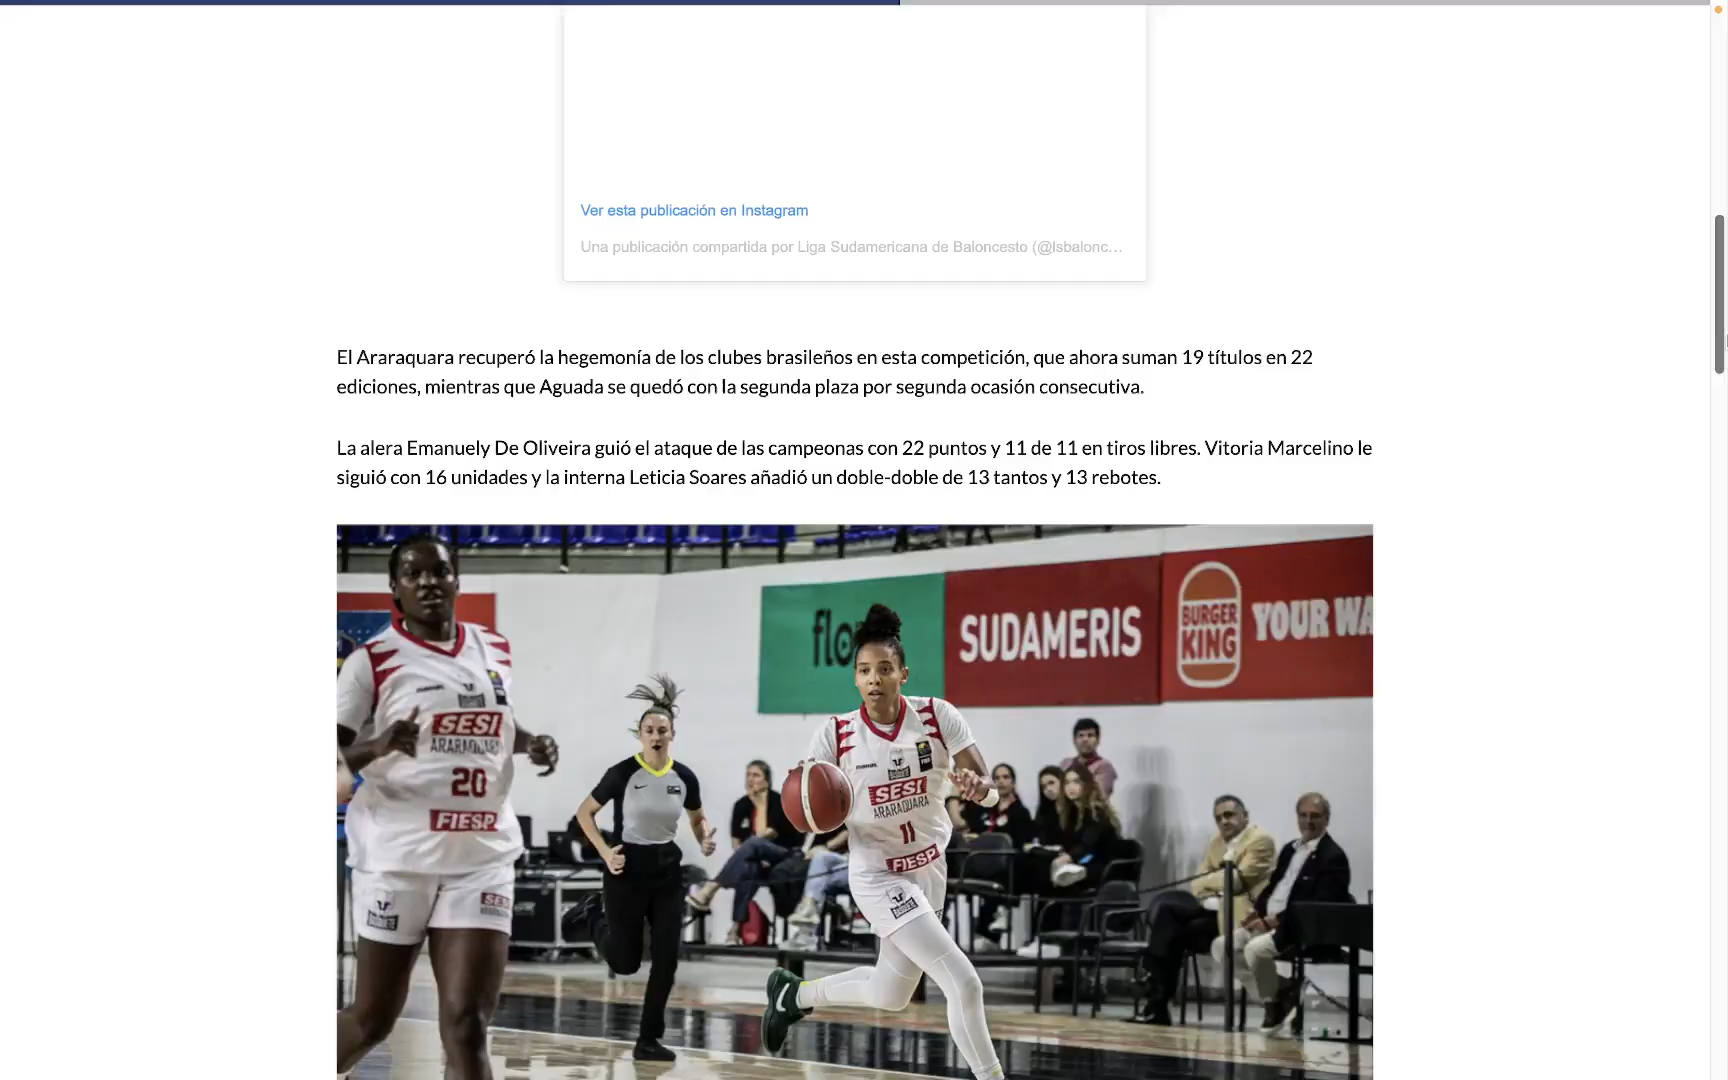 Ver esta publicación en Instagram
Una publicación compartida por Liga Sudamericana de Baloncesto (@lsbalonc…
El Araraquara recuperó la hegemonía de los clubes brasileños en esta competición, que ahora suman 19 títulos en 22
ediciones, mientras que Aguada se quedó con la segunda plaza por segunda ocasión consecutiva.
La alera Emanuely De Oliveira guió el ataque de las campeonas con 22 puntos y 11 de 11 en tiros libres. Vitoria Marcelino le
siguió con 16 unidades y la interna Leticia Soares añadió un doble-doble de 13 tantos y 13 rebotes.
flo
SUDAMERIS
BURGER
KING
YOUR WA
SESI
ARARAQUARA
20
FIESP
SESI
ARARAQUARA
11
FIESP